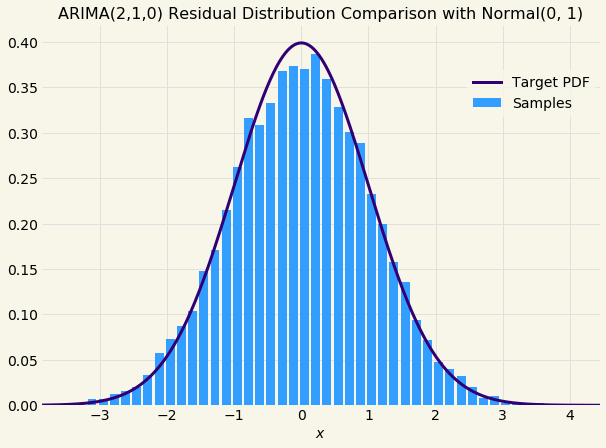 ARIMA(2,1,0) Residual Distribution Comparison with Normal(0, 1)
0.40
0.35
0.30
0.25
0.20
0.15
0.10
0.05
0.00
Target PDF
Samples
−3 −2 −1 0 1 2 3 4
x